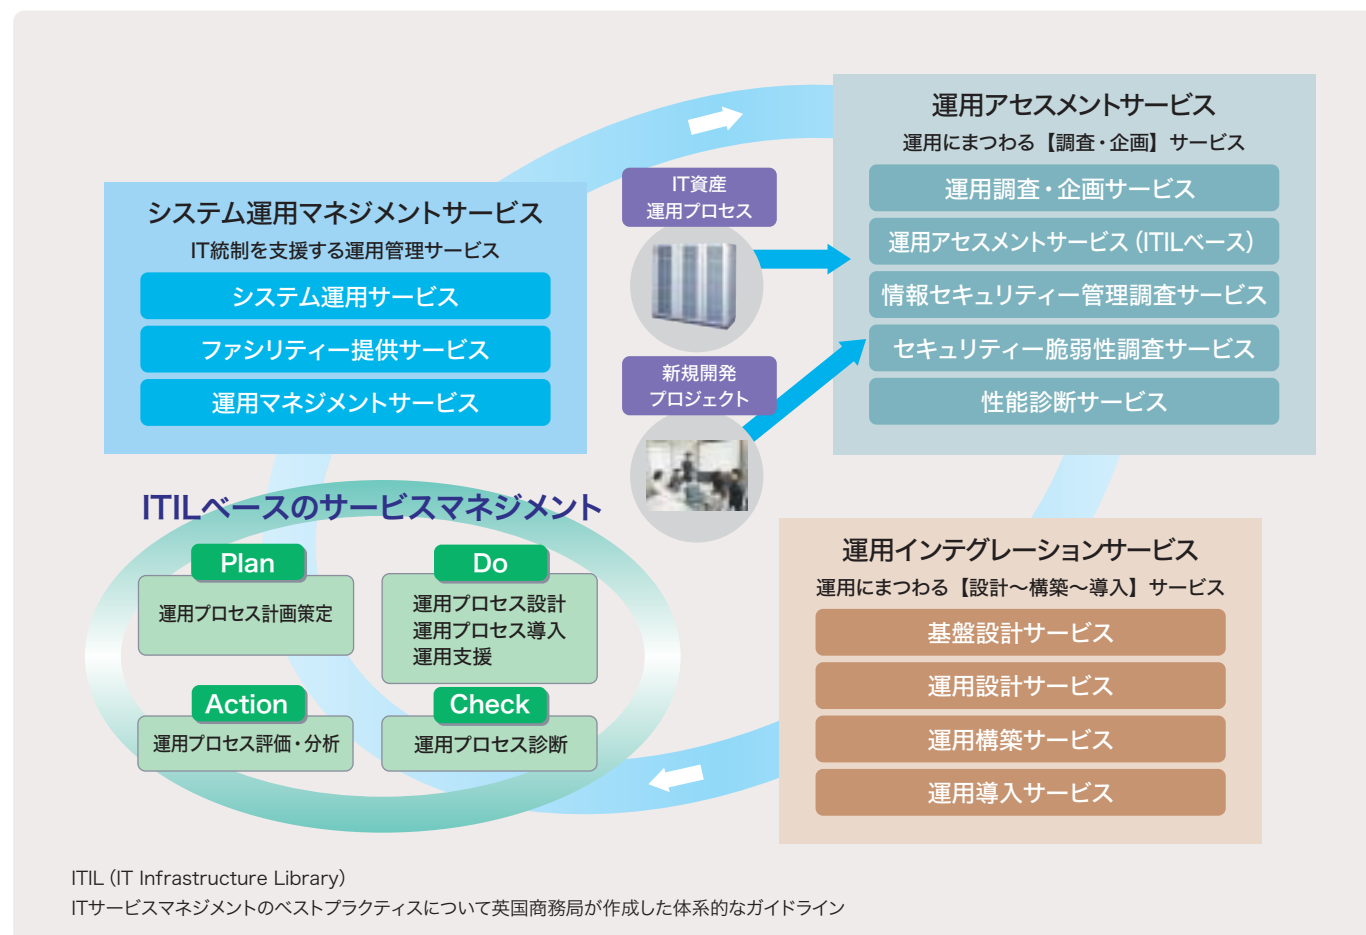 システム運用マネジメントサービス
IT統制を支援する運用管理サービス
システム運用サービス
ファシリティー提供サービス
運用マネジメントサービス
IT資産
運用プロセス
新規開発
プロジェクト
運用アセスメントサービス
運用にまつわる【調査・企画】サービス
運用調査・企画サービス
運用アセスメントサービス（ITILベース）
情報セキュリティー管理調査サービス
セキュリティー脆弱性調査サービス
性能診断サービス
運用インテグレーションサービス
運用にまつわる【設計～構築～導入】サービス
基盤設計サービス
運用設計サービス
運用構築サービス
運用導入サービス
ITILベースのサービスマネジメント
Plan
運用プロセス計画策定
Do
運用プロセス設計
運用プロセス導入
運用支援
Action
運用プロセス評価・分析
Check
運用プロセス診断
ITIL（IT Infrastructure Library）
ITサービスマネジメントのベストプラクティスについて英国商務局が作成した体系的なガイドライン